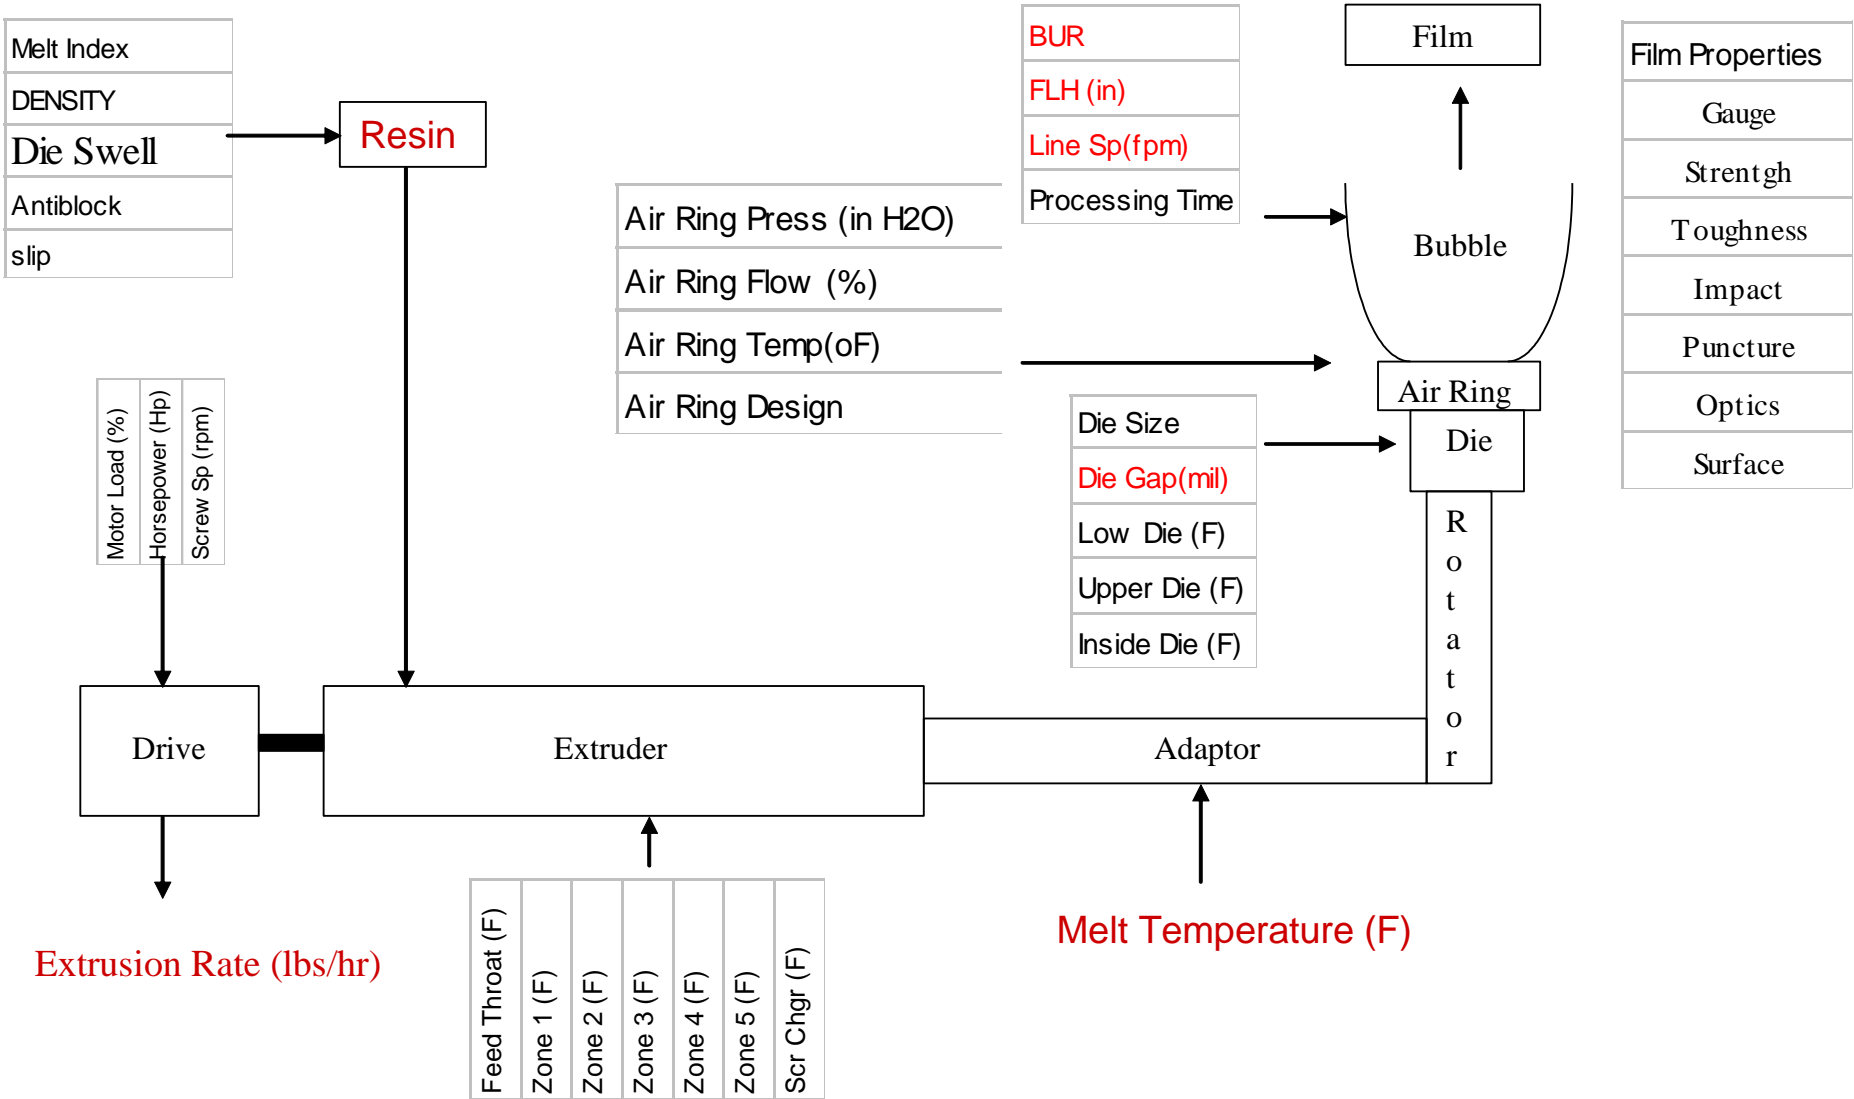 Melt Index
DENSITY
Die Swell
Antiblock
slip
Resin
BUR
FLH (in)
Line Sp(fpm)
Processing Time
Film
Film Properties
Gauge
Strentgh
Toughness
Impact
Puncture
Optics
Surface
Air Ring Press (in H2O)
Air Ring Flow (%)
Air Ring Temp(oF)
Air Ring Design
Bubble
Air Ring
Die
Rotator
Die Size
Die Gap(mil)
Low Die (F)
Upper Die (F)
Inside Die (F)
Motor Load (%)
Horsepower (Hp)
Screw Sp (rpm)
Drive
Extruder
Adaptor
Extrusion Rate (lbs/hr)
Feed Throat (F)
Zone 1 (F)
Zone 2 (F)
Zone 3 (F)
Zone 4 (F)
Zone 5 (F)
Scr Chgr (F)
Melt Temperature (F)